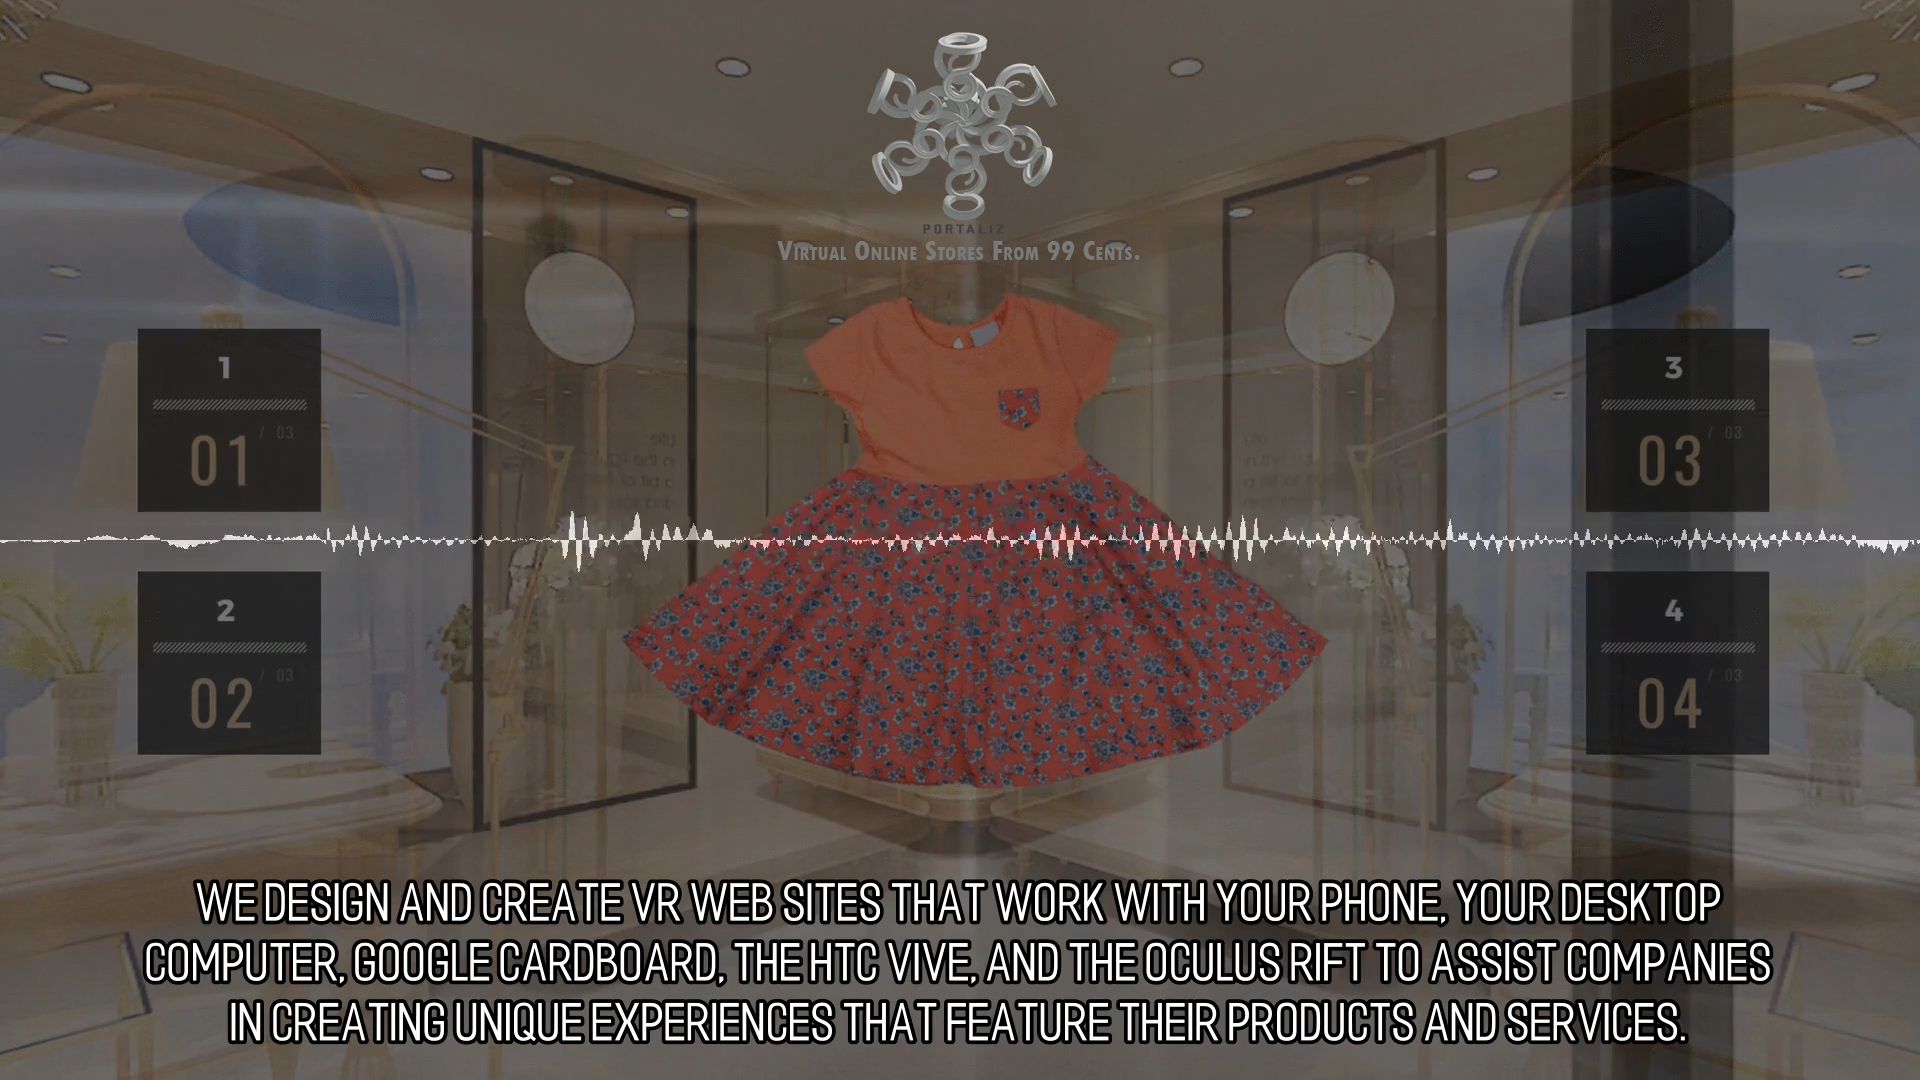 PORTALIZ
Virtual Online Stores From 99 Cents.
1
01 / 03
2
02 / 03
3
03 / 03
4
04 / 03
WE DESIGN AND CREATE VR WEB SITES THAT WORK WITH YOUR PHONE, YOUR DESKTOP
COMPUTER, GOOGLE CARDBOARD, THE HTC VIVE, AND THE OCULUS RIFT TO ASSIST COMPANIES
IN CREATING UNIQUE EXPERIENCES THAT FEATURE THEIR PRODUCTS AND SERVICES.